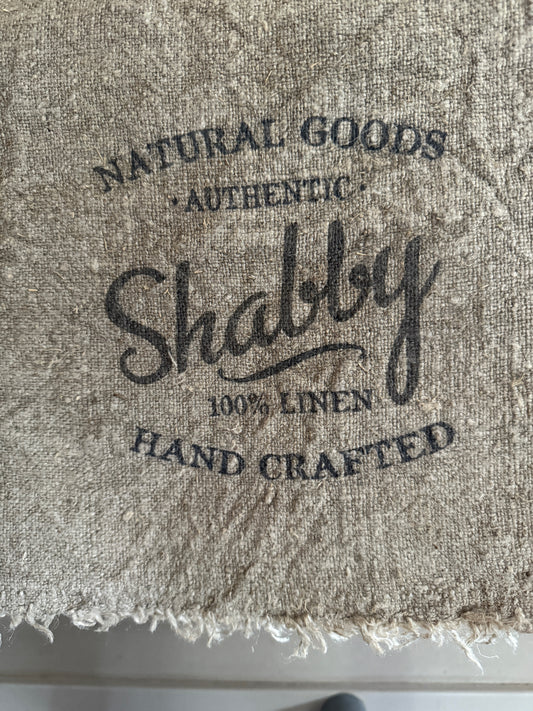 NATURAL GOODS
· AUTHENTIC ·
Shabby
100% LINEN
HAND CRAFTED